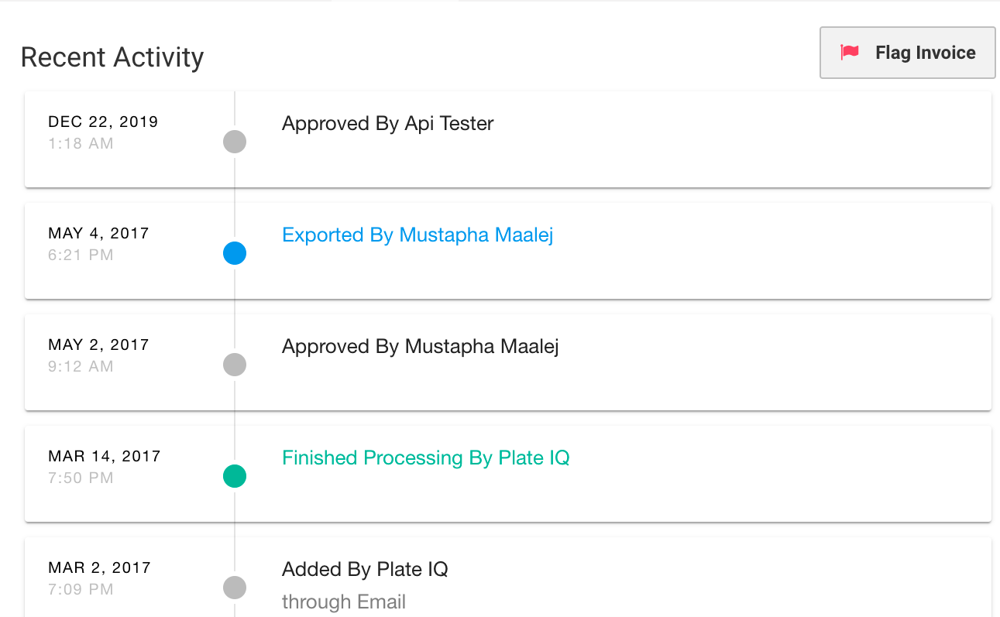 Recent Activity
Flag Invoice
DEC 22, 2019
1:18 AM
Approved By Api Tester
MAY 4, 2017
6:21 PM
Exported By Mustapha Maalej
MAY 2, 2017
9:12 AM
Approved By Mustapha Maalej
MAR 14, 2017
7:50 PM
Finished Processing By Plate IQ
MAR 2, 2017
7:09 PM
Added By Plate IQ
through Email